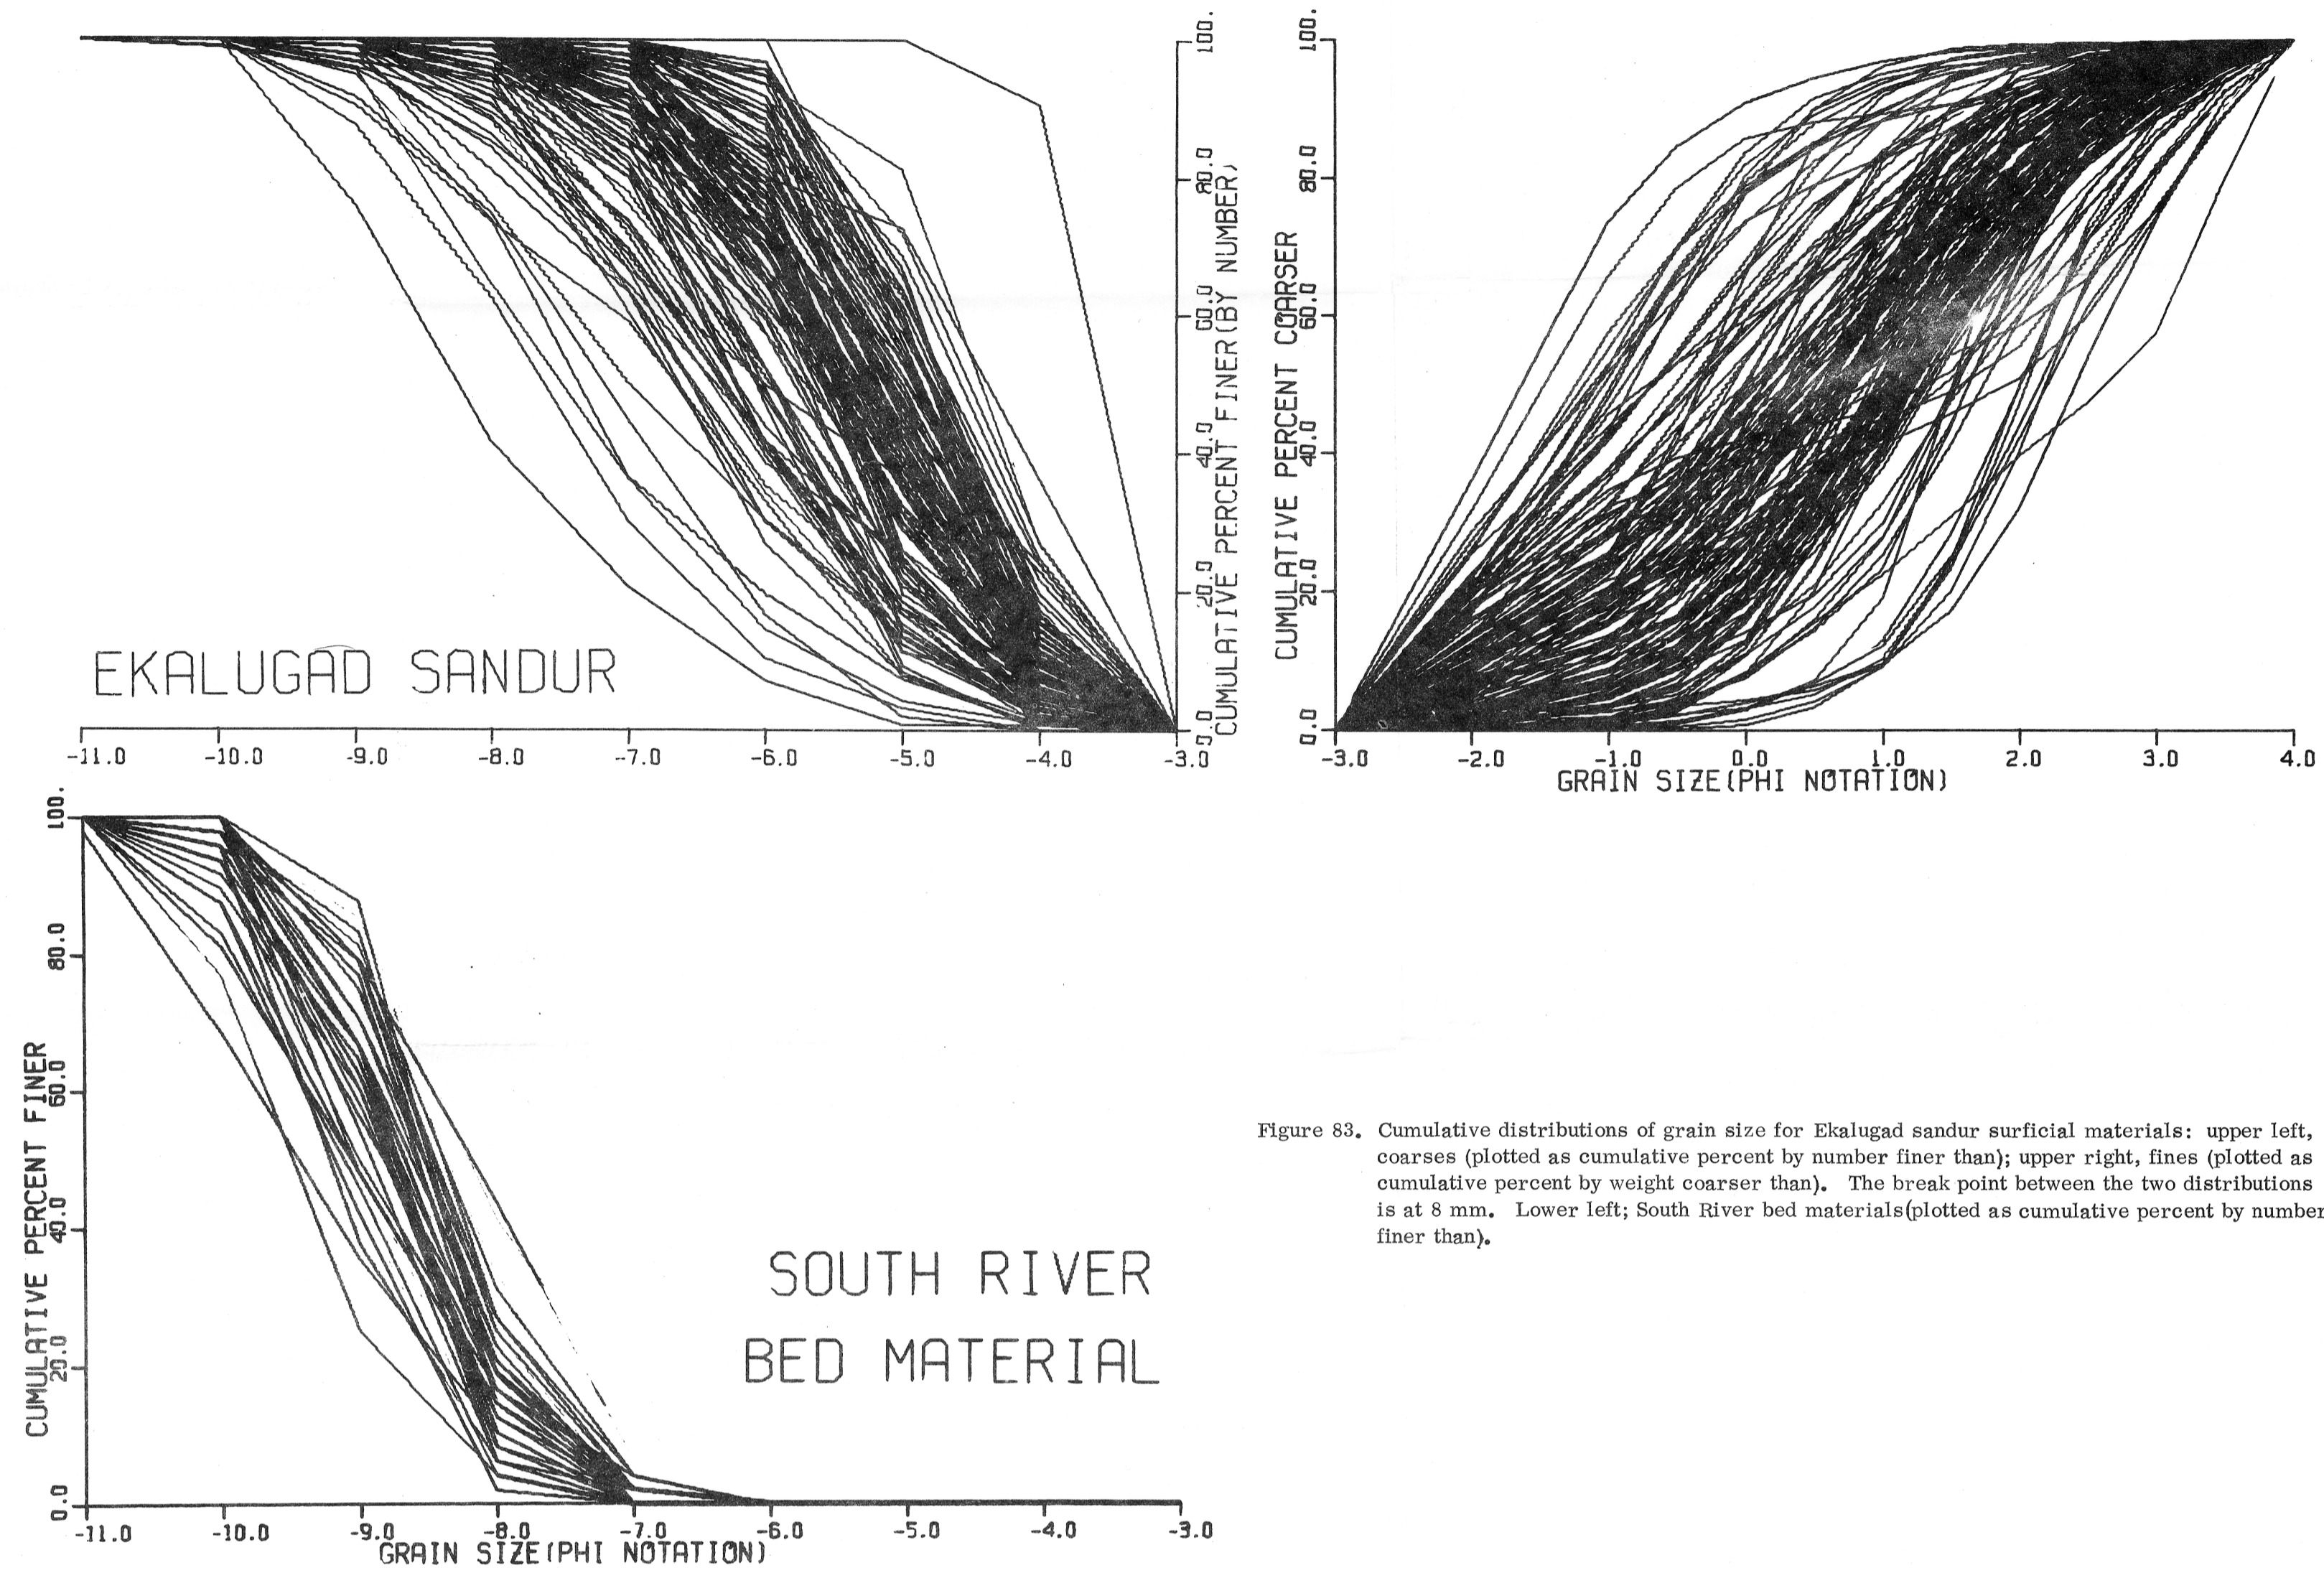 100.
80.0
60.0
40.0
20.0
0.0
CUMULATIVE PERCENT FINER(BY NUMBER)
EKALUGAD SANDUR
-11.0 -10.0 -9.0 -8.0 -7.0 -6.0 -5.0 -4.0 -3.0
100.
80.0
60.0
40.0
20.0
0.0
CUMULATIVE PERCENT COARSER
-3.0 -2.0 -1.0 0.0 1.0 2.0 3.0 4.0
GRAIN SIZE(PHI NOTATION)
100.
80.0
60.0
40.0
20.0
0.0
CUMULATIVE PERCENT FINER
SOUTH RIVER
BED MATERIAL
-11.0 -10.0 -9.0 -8.0 -7.0 -6.0 -5.0 -4.0 -3.0
GRAIN SIZE(PHI NOTATION)
Figure 83. Cumulative distributions of grain size for Ekalugad sandur surficial materials: upper left,
coarses (plotted as cumulative percent by number finer than); upper right, fines (plotted as
cumulative percent by weight coarser than). The break point between the two distributions
is at 8 mm. Lower left; South River bed materials(plotted as cumulative percent by number
finer than).